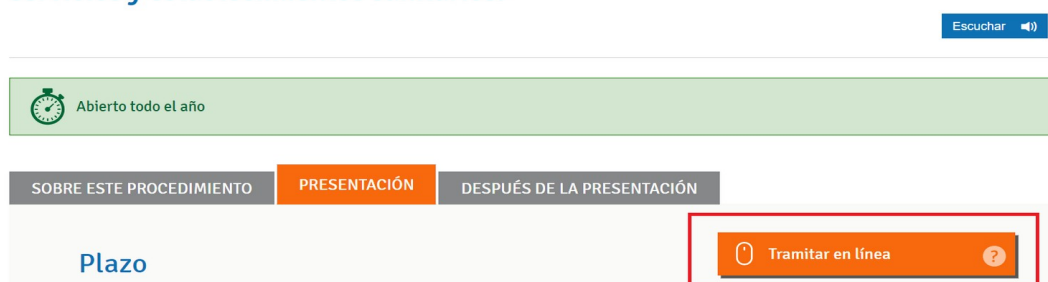 Escuchar
Abierto todo el año
SOBRE ESTE PROCEDIMIENTO PRESENTACIÓN DESPUÉS DE LA PRESENTACIÓN
Tramitar en línea ?
Plazo